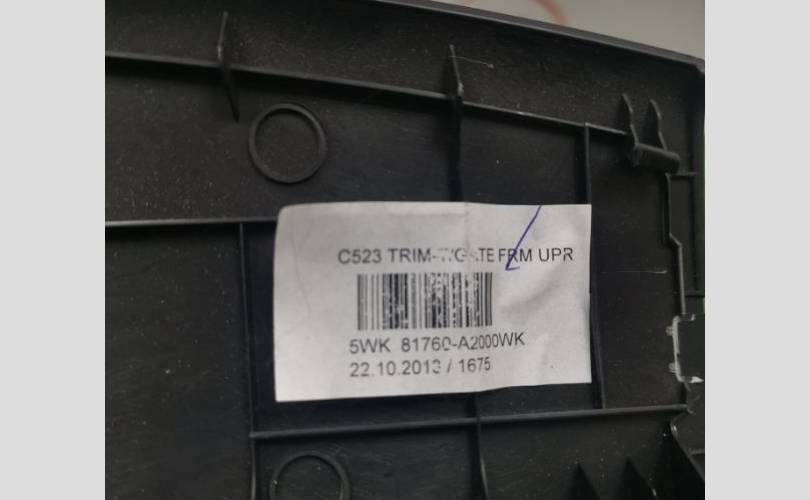 C523 TRIM-T/GATE FRM UPR
5WK 81760-A2000WK
22.10.2013 / 1675